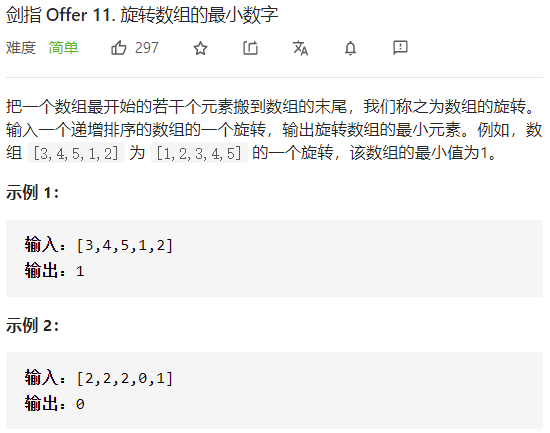 剑指 Offer 11. 旋转数组的最小数字
难度 简单 297
把一个数组最开始的若干个元素搬到数组的末尾，我们称之为数组的旋转。
输入一个递增排序的数组的一个旋转，输出旋转数组的最小元素。例如，数
组 [3,4,5,1,2] 为 [1,2,3,4,5] 的一个旋转，该数组的最小值为1。
示例 1：
输入：[3,4,5,1,2]
输出：1
示例 2：
输入：[2,2,2,0,1]
输出：0